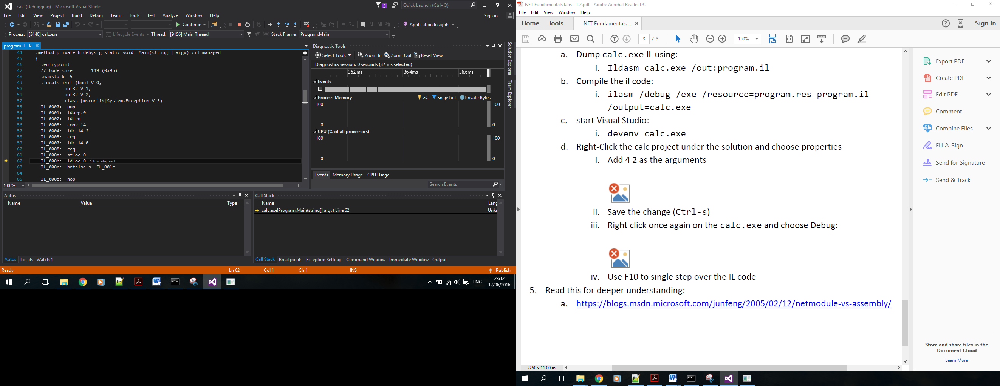 calc (Debugging) - Microsoft Visual Studio
2
Quick Launch (Ctrl+Q)
File Edit View Project Build Debug Team Tools Test Analyze Window Help
Sign in
Continue
Application Insights
Process: [3140] calc.exe Lifecycle Events Thread: [9156] Main Thread Stack Frame: Program.Main
program.il
44 .method private hidebysig static void  Main(string[] argv) cil managed
45 {
46 .entrypoint
47 // Code size       149 (0x95)
48 .maxstack  5
49 .locals init (bool V_0,
50 int32 V_1,
51 int32 V_2,
52 class [mscorlib]System.Exception V_3)
53 IL_0000:  nop
54 IL_0001:  ldarg.0
55 IL_0002:  ldlen
56 IL_0003:  conv.i4
57 IL_0004:  ldc.i4.2
58 IL_0005:  ceq
59 IL_0007:  ldc.i4.0
60 IL_0008:  ceq
61 IL_000a:  stloc.0
62 IL_000b:  ldloc.0 ≤1ms elapsed
63 IL_000c:  brfalse.s  IL_001c
64
65 IL_000e:  nop
100 %
Diagnostic Tools
Select Tools Zoom In Zoom Out Reset View
Diagnostics session: 0 seconds (37 ms selected)
36.2ms 36.4ms 36.6ms
Events
Process Memory GC Snapshot Private Bytes
100 100
0 0
CPU (% of all processors)
100 100
0 0
Events Memory Usage CPU Usage
Search Events
Solution Explorer
Team Explorer
Autos
Name Value Type
Autos Locals Watch 1
Call Stack
Name Lang
calc.exe!Program.Main(string[] argv) Line 62 Unkr
Call Stack Breakpoints Exception Settings Command Window Immediate Window Output
Ready Ln 62 Col 1 Ch 1 INS Publish
ENG
23:12
12/06/2016
NET Fundamentals labs - 1.2.pdf - Adobe Acrobat Reader DC
File Edit View Window Help
Home Tools NET Fundamentals ... Sign In
3 / 3 150%
a. Dump calc.exe IL using:
i. Ildasm calc.exe /out:program.il
b. Compile the il code:
i. ilasm /debug /exe /resource=program.res program.il
/output=calc.exe
c. start Visual Studio:
i. devenv calc.exe
d. Right-Click the calc project under the solution and choose properties
i. Add 4 2 as the arguments
ii. Save the change (Ctrl-s)
iii. Right click once again on the calc.exe and choose Debug:
iv. Use F10 to single step over the IL code
5. Read this for deeper understanding:
a. https://blogs.msdn.microsoft.com/junfeng/2005/02/12/netmodule-vs-assembly/
8.50 x 11.00 in
Export PDF
Create PDF
Edit PDF
Comment
Combine Files
Fill & Sign
Send for Signature
Send & Track
Store and share files in the
Document Cloud
Learn More